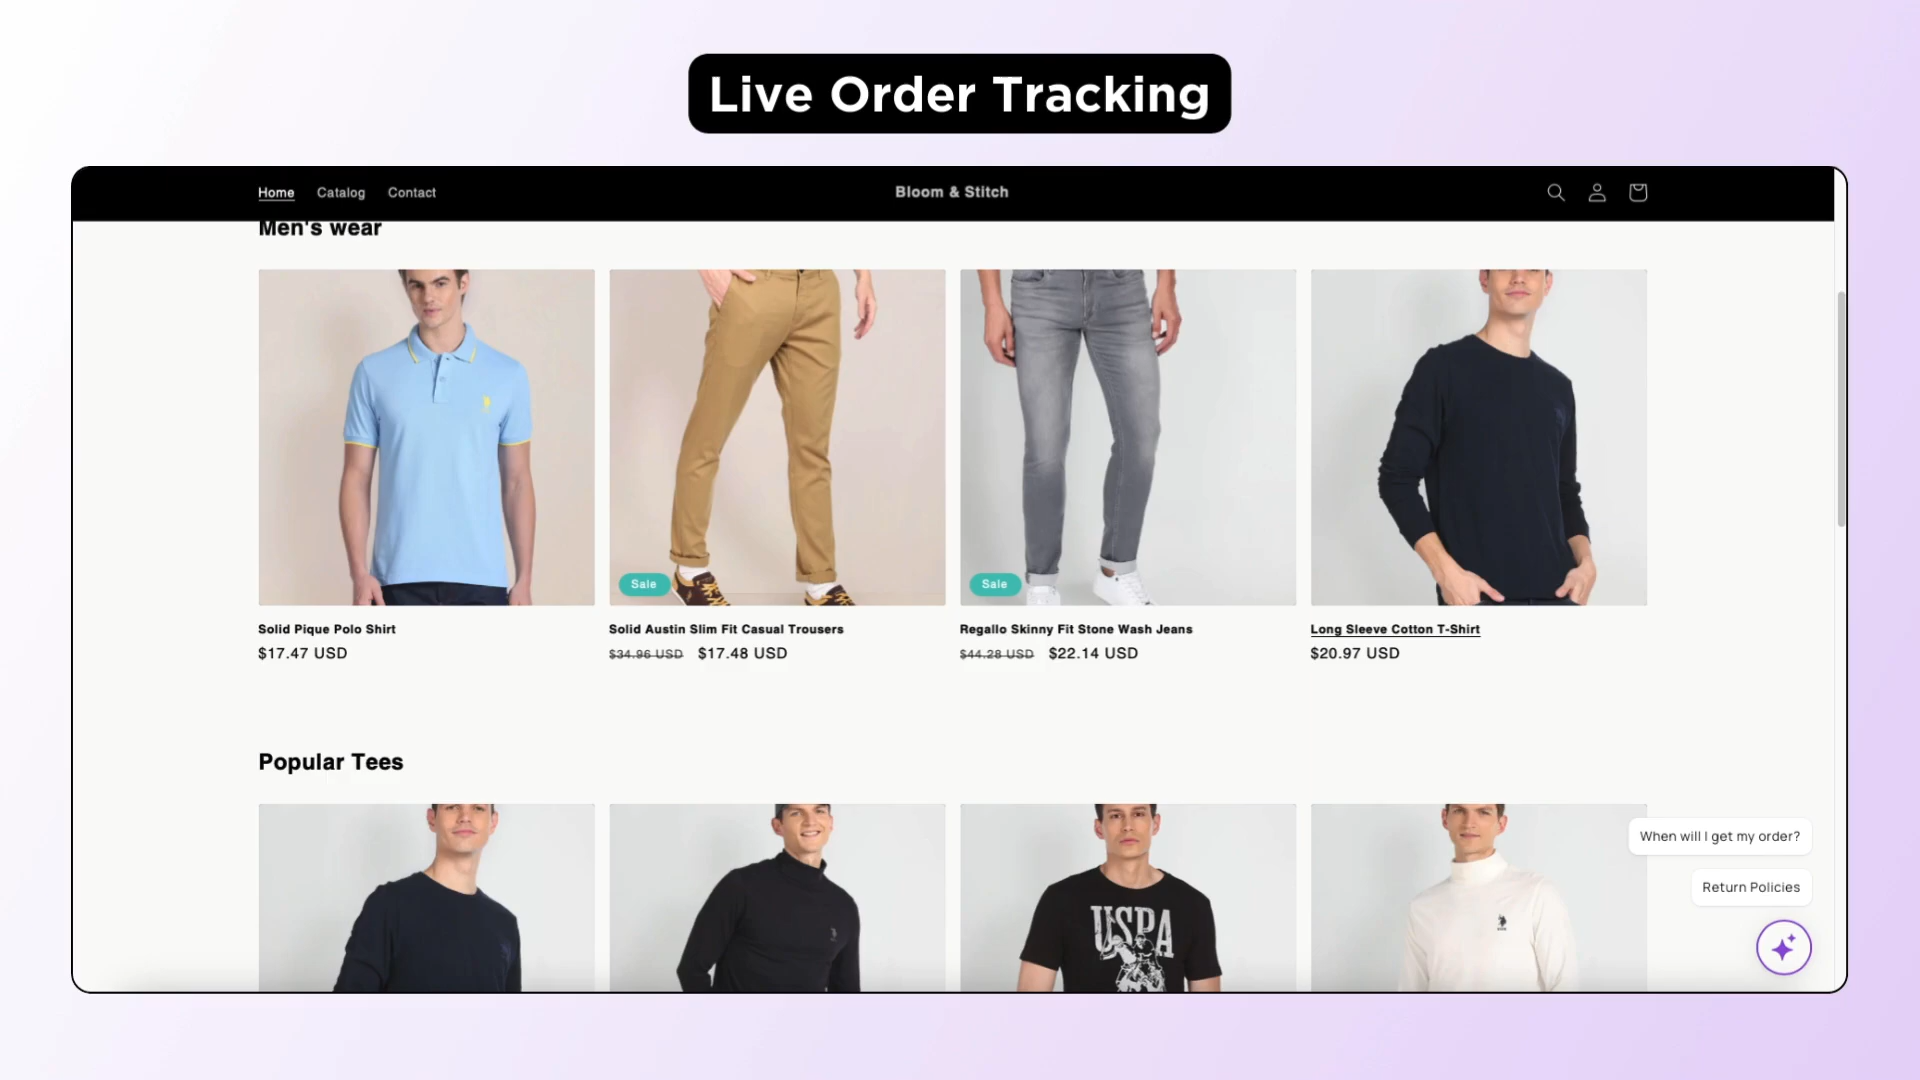 Live Order Tracking
Home Catalog Contact
Bloom & Stitch
Men's wear
Sale
Sale
Solid Pique Polo Shirt
$17.47 USD
Solid Austin Slim Fit Casual Trousers
$34.96 USD $17.48 USD
Regallo Skinny Fit Stone Wash Jeans
$44.28 USD $22.14 USD
Long Sleeve Cotton T-Shirt
$20.97 USD
Popular Tees
USPA
When will I get my order?
Return Policies